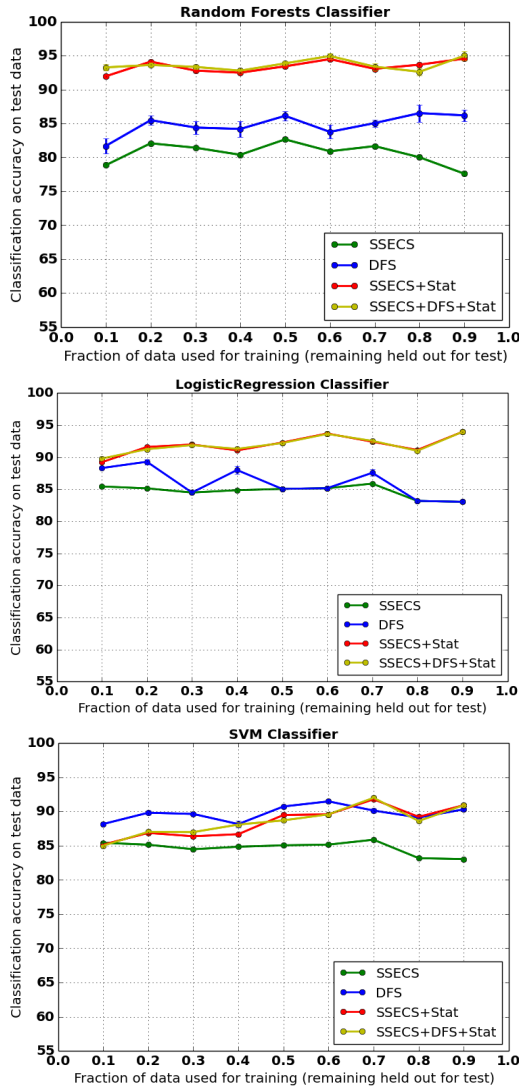 Random Forests Classifier
Classification accuracy on test data
100
95
90
85
80
75
70
65
60
55
SSECS
DFS
SSECS+Stat
SSECS+DFS+Stat
0.0 0.1 0.2 0.3 0.4 0.5 0.6 0.7 0.8 0.9 1.0
Fraction of data used for training (remaining held out for test)
LogisticRegression Classifier
Classification accuracy on test data
100
95
90
85
80
75
70
65
60
55
SSECS
DFS
SSECS+Stat
SSECS+DFS+Stat
0.0 0.1 0.2 0.3 0.4 0.5 0.6 0.7 0.8 0.9 1.0
Fraction of data used for training (remaining held out for test)
SVM Classifier
Classification accuracy on test data
100
95
90
85
80
75
70
65
60
55
SSECS
DFS
SSECS+Stat
SSECS+DFS+Stat
0.0 0.1 0.2 0.3 0.4 0.5 0.6 0.7 0.8 0.9 1.0
Fraction of data used for training (remaining held out for test)